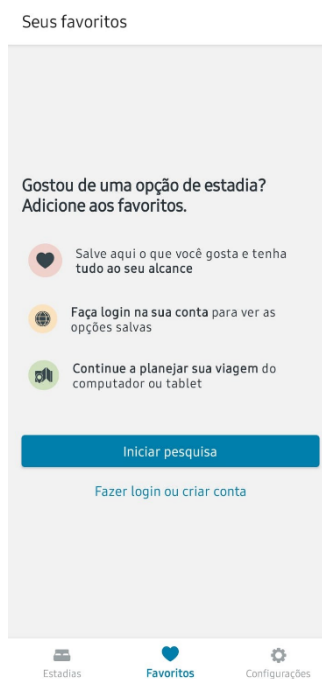 Seus favoritos
Gostou de uma opção de estadia?
Adicione aos favoritos.
Salve aqui o que você gosta e tenha
tudo ao seu alcance
Faça login na sua conta para ver as
opções salvas
Continue a planejar sua viagem do
computador ou tablet
Iniciar pesquisa
Fazer login ou criar conta
Estadias
Favoritos
Configurações